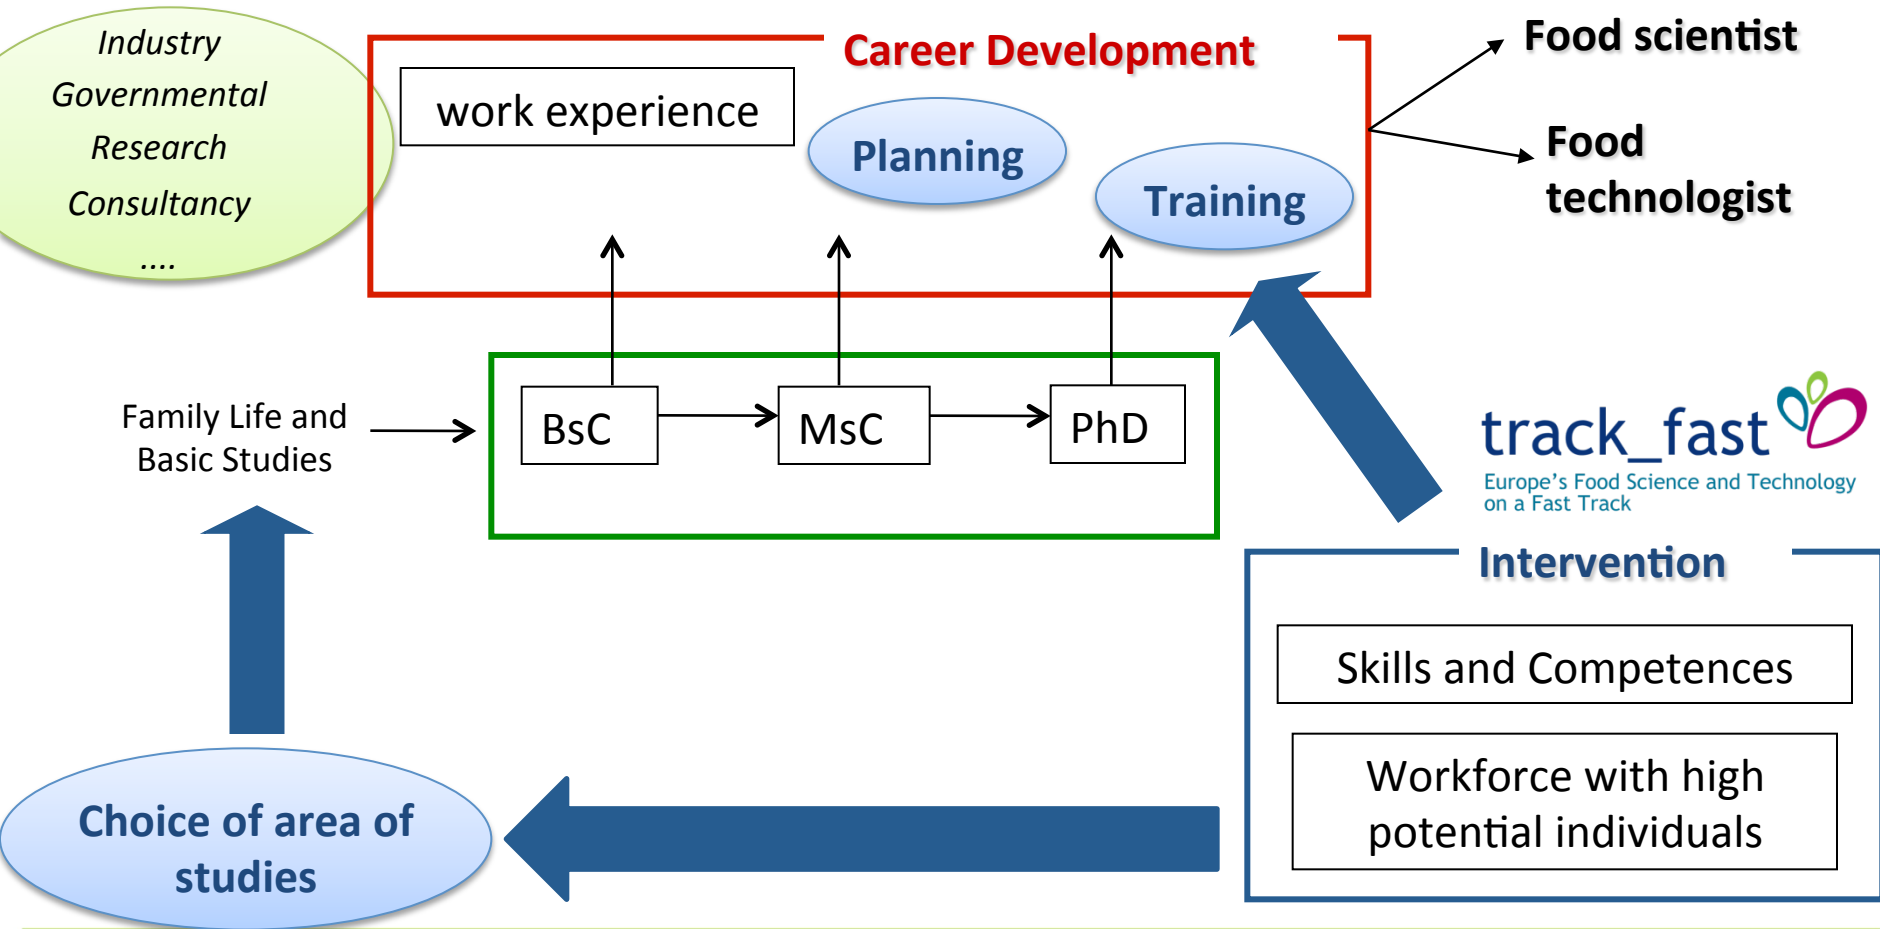 Industry
Governmental
Research
Consultancy
....
Career Development
work experience
Planning
Training
Food scientist
Food
technologist
Family Life and
Basic Studies
BsC
MsC
PhD
track_fast
Europe's Food Science and Technology
on a Fast Track
Intervention
Skills and Competences
Workforce with high
potential individuals
Choice of area of
studies